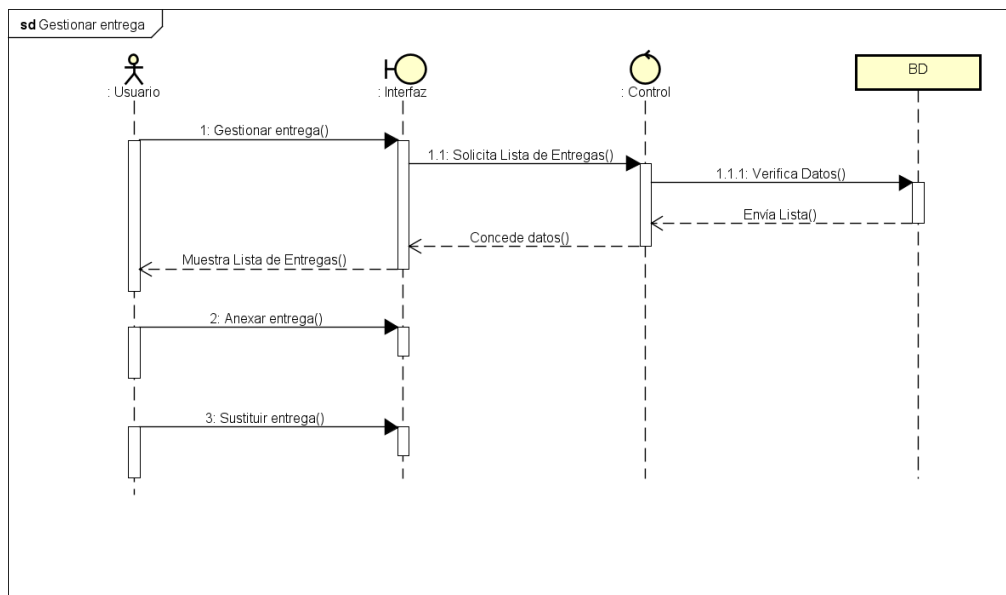 sd Gestionar entrega
BD
: Usuario
: Interfaz
: Control
1: Gestionar entrega()
1.1: Solicita Lista de Entregas()
1.1.1: Verifica Datos()
Envía Lista()
Concede datos()
Muestra Lista de Entregas()
2: Anexar entrega()
3: Sustituir entrega()